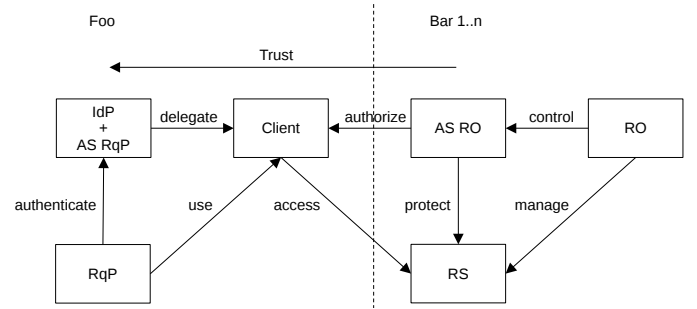 Foo
Bar 1..n
Trust
IdP
+
AS RqP
delegate
Client
authorize
AS RO
control
RO
authenticate
use
access
protect
manage
RqP
RS